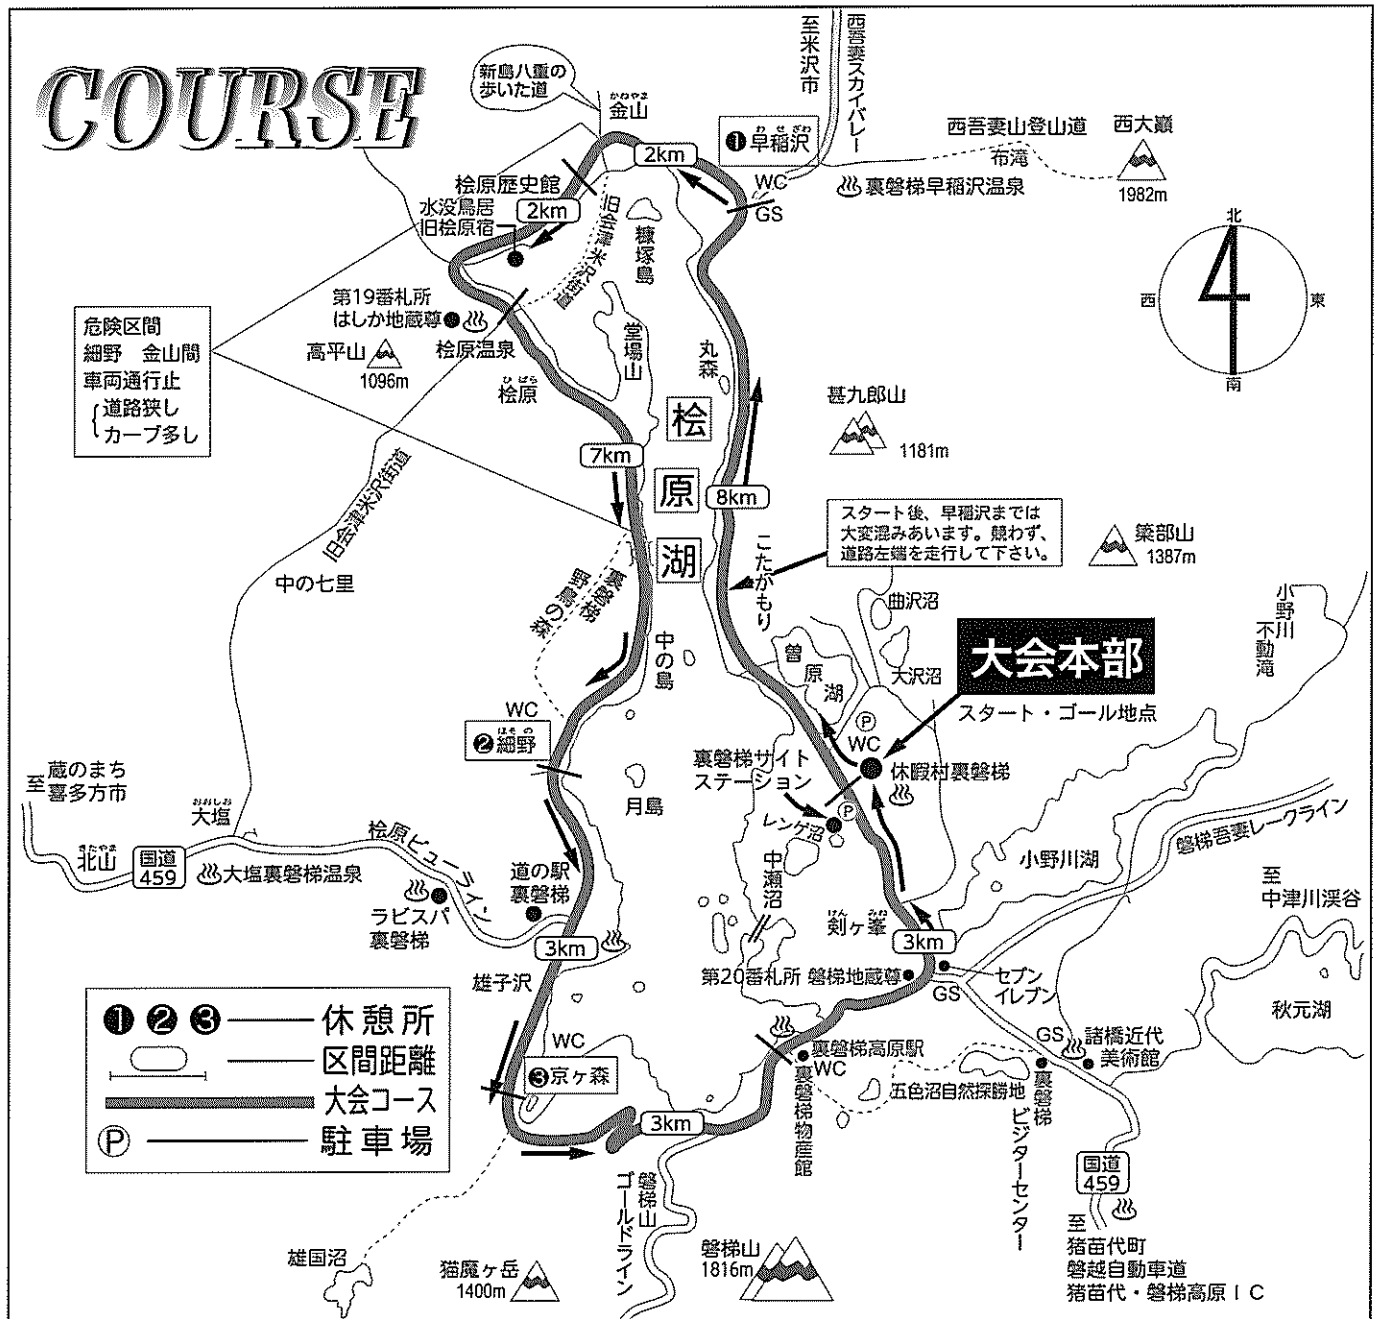 COURSE
新島八重の
歩いた道
かねやま
金山
至米沢市
西吾妻スカイバレー
わせざわ
❶早稲沢
2km
WC
GS
西吾妻山登山道
布滝
西大巓
1982m
裏磐梯早稲沢温泉
桧原歴史館
水没鳥居
旧桧原宿
2km
旧会津米沢街道
糠塚島
北
西
東
南
第19番札所
はしか地蔵尊
桧原温泉
高平山
1096m
ひばら
桧原
堂場山
丸森
危険区間
細野 金山間
車両通行止
道路狭し
カーブ多し
桧
原
湖
7km
8km
甚九郎山
1181m
スタート後、早稲沢までは
大変混みあいます。競わず、
道路左端を走行して下さい。
簗部山
1387m
旧会津米沢街道
中の七里
裏磐梯
野鳥の森
こたかもり
中の島
曲沢沼
曽原湖
大沢沼
小野川
不動滝
大会本部
スタート・ゴール地点
WC
ほその
❷細野
P
WC
裏磐梯サイト
ステーション
休暇村裏磐梯
P
レンゲ沼
月島
中瀬沼
至
蔵のまち
喜多方市
おおしお
大塩
きたやま
北山
国道
459
大塩裏磐梯温泉
桧原ビューライン
ラビスパ
裏磐梯
道の駅
裏磐梯
3km
雄子沢
小野川湖
磐梯吾妻レークライン
至
中津川渓谷
けんがみね
剣ヶ峯
3km
第20番札所 磐梯地蔵尊
セブン
イレブン
GS
秋元湖
❶ ❷ ❸ 休憩所
区間距離
大会コース
P 駐車場
WC
❸京ヶ森
3km
裏磐梯高原駅
WC
裏磐梯物産館
五色沼自然探勝地
GS
諸橋近代
美術館
裏磐梯
ビジターセンター
国道
459
至
猪苗代町
磐越自動車道
猪苗代・磐梯高原IC
磐梯山
ゴールドライン
雄国沼
猫魔ヶ岳
1400m
磐梯山
1816m